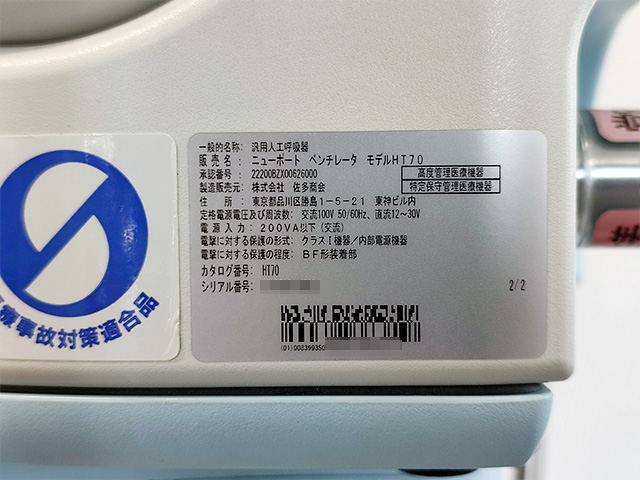 一般的名称: 汎用人工呼吸器
販売名: ニューポート ベンチレータ モデルHT70
承認番号: 22200BZX00626000
高度管理医療機器
製造販売元: 株式会社 佐多商会
特定保守管理医療機器
住所: 東京都品川区勝島1-5-21 東神ビル内
定格電源電圧及び周波数: 交流100V 50/60Hz、直流12~30V
電源入力: 200VA以下(交流)
電撃に対する保護の形式: クラスⅠ機器/内部電源機器
電撃に対する保護の程度: BF形装着部
カタログ番号: HT70
シリアル番号:
2/2
(01)008399350
療事故対策適合品